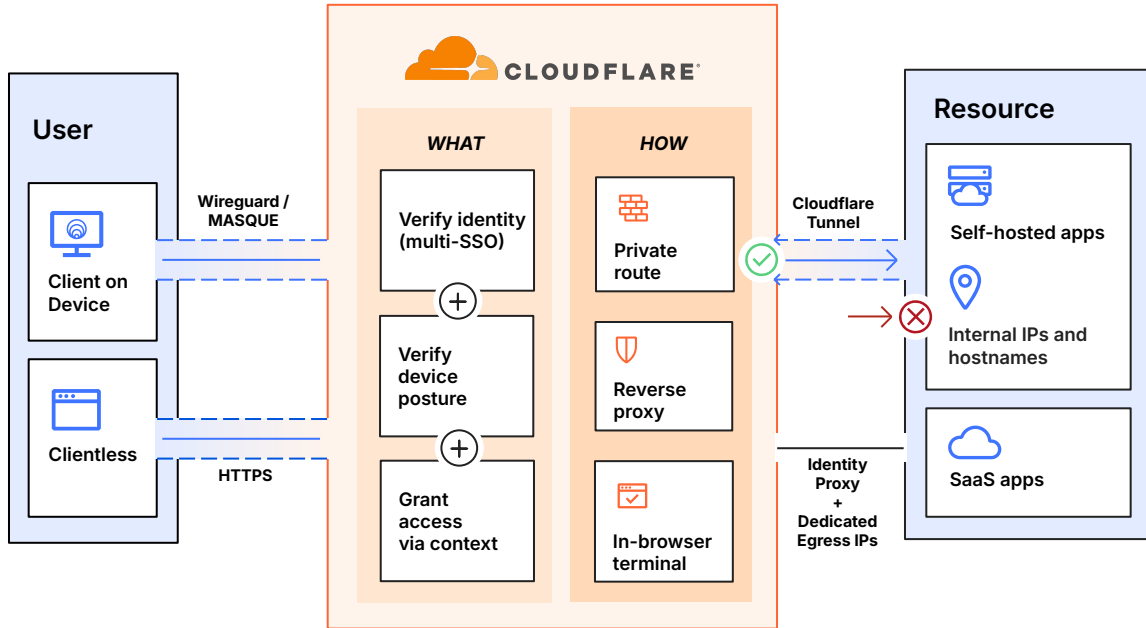 CLOUDFLARE®
User
Client on
Device
Clientless
Wireguard /
MASQUE
HTTPS
WHAT
Verify identity
(multi-SSO)
Verify
device
posture
Grant
access
via context
HOW
Private
route
Reverse
proxy
In-browser
terminal
Cloudflare
Tunnel
Identity
Proxy
+
Dedicated
Egress IPs
Resource
Self-hosted apps
Internal IPs and
hostnames
SaaS apps